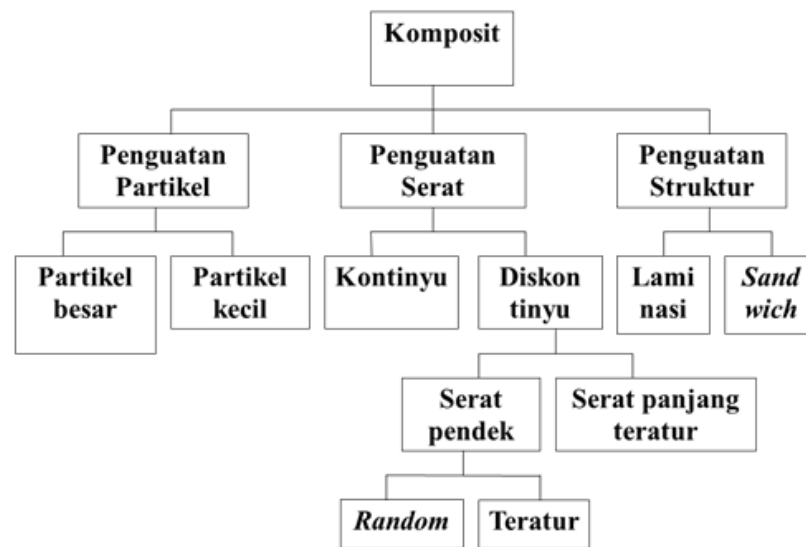 Komposit
Penguatan
Partikel
Penguatan
Serat
Penguatan
Struktur
Partikel
besar
Partikel
kecil
Kontinyu
Diskon
tinyu
Lami
nasi
Sand
wich
Serat
pendek
Serat panjang
teratur
Random
Teratur